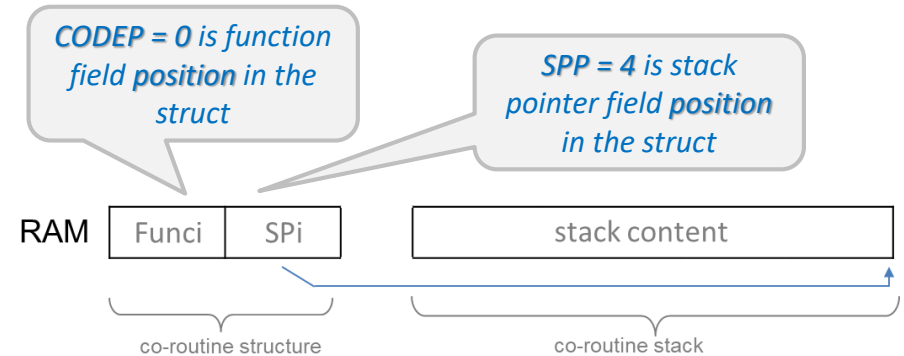 CODEP = 0 is function
field position in the
struct
SPP = 4 is stack
pointer field position
in the struct
RAM
Funci
SPi
stack content
co-routine structure
co-routine stack